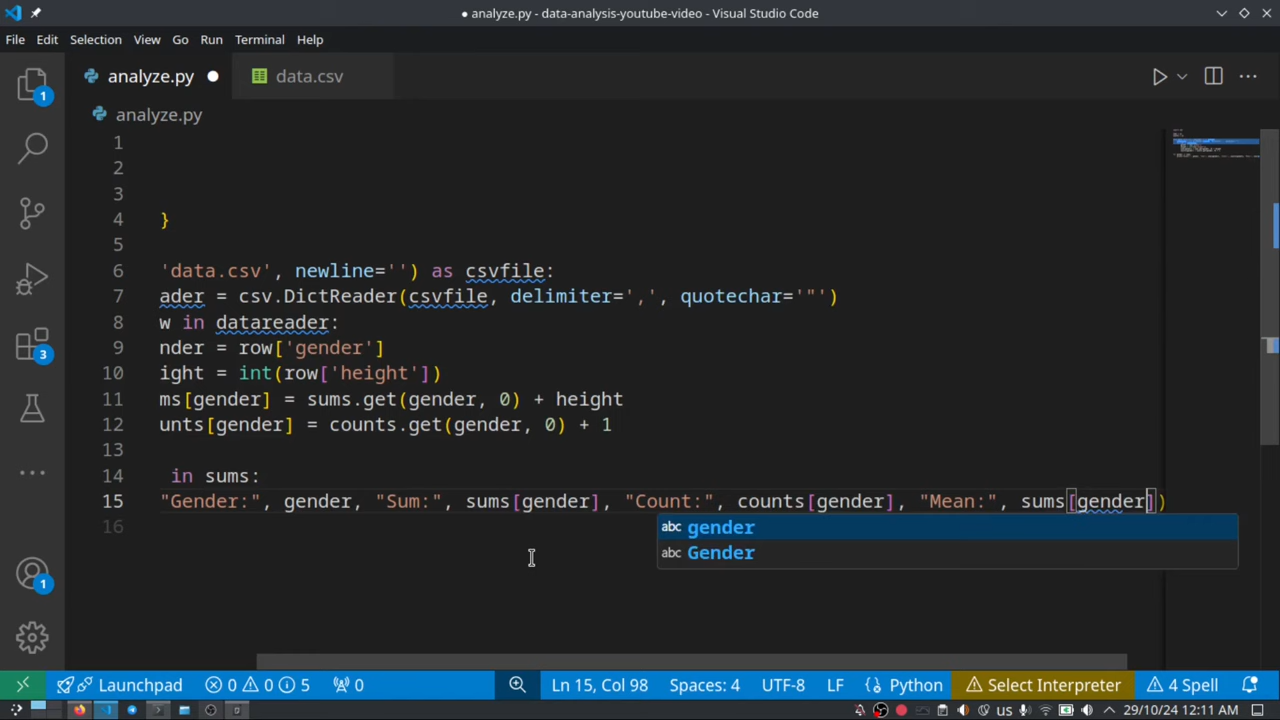 analyze.py - data-analysis-youtube-video - Visual Studio Code
File Edit Selection View Go Run Terminal Help
analyze.py data.csv
analyze.py
1
2
3
4 }
5
6 'data.csv', newline='') as csvfile:
7 ader = csv.DictReader(csvfile, delimiter=',', quotechar='"')
8 w in datareader:
9 nder = row['gender']
10 ight = int(row['height'])
11 ms[gender] = sums.get(gender, 0) + height
12 unts[gender] = counts.get(gender, 0) + 1
13
14 in sums:
15 "Gender:", gender, "Sum:", sums[gender], "Count:", counts[gender], "Mean:", sums[gender])
16
abc gender
abc Gender
1
3
1
Launchpad 0 0 5 0 Ln 15, Col 98 Spaces: 4 UTF-8 LF {} Python Select Interpreter 4 Spell
us 29/10/24 12:11 AM